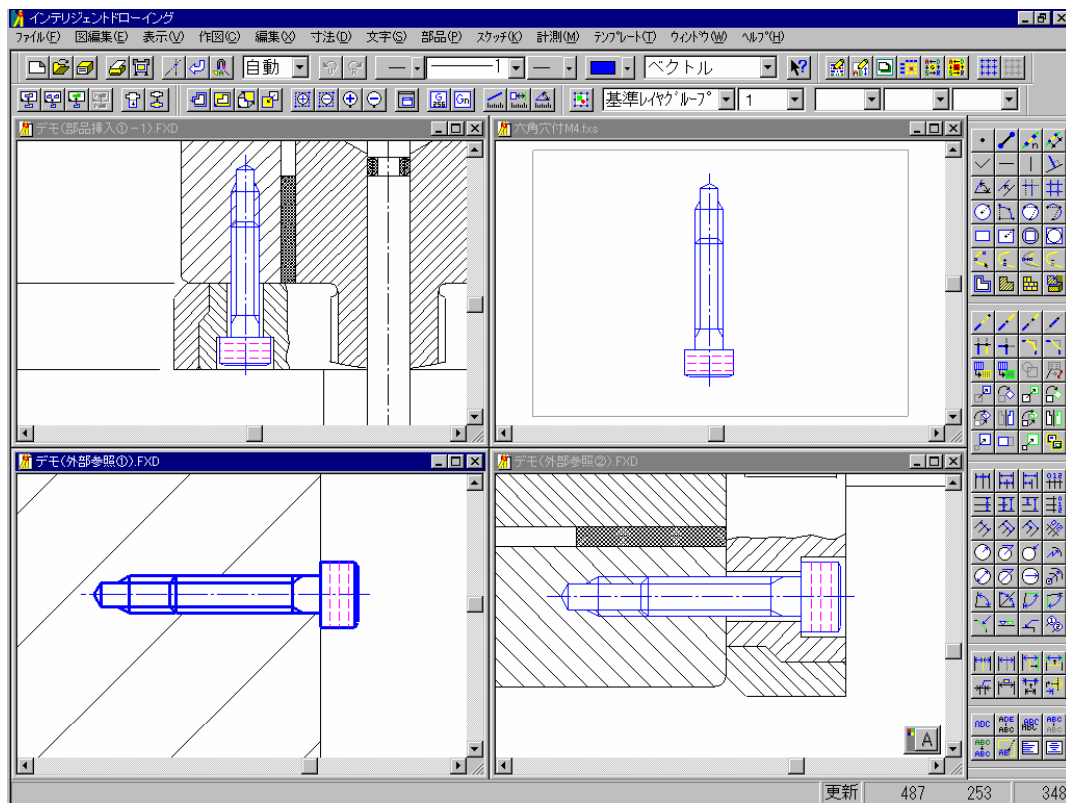 インテリジェントドローイング
ファイル(F) 図編集(E) 表示(V) 作図(C) 編集(X) 寸法(D) 文字(S) 部品(P) スケッチ(K) 計測(M) テンプレート(T) ウィンドウ(W) ヘルプ(H)
自動 1 ベクトル
G 256 Gn 基準レイヤグループ 1
デモ(部品挿入①-1).FXD
六角穴付M4.fxs
デモ(外部参照①).FXD
デモ(外部参照②).FXD
A
更新 487 253 348